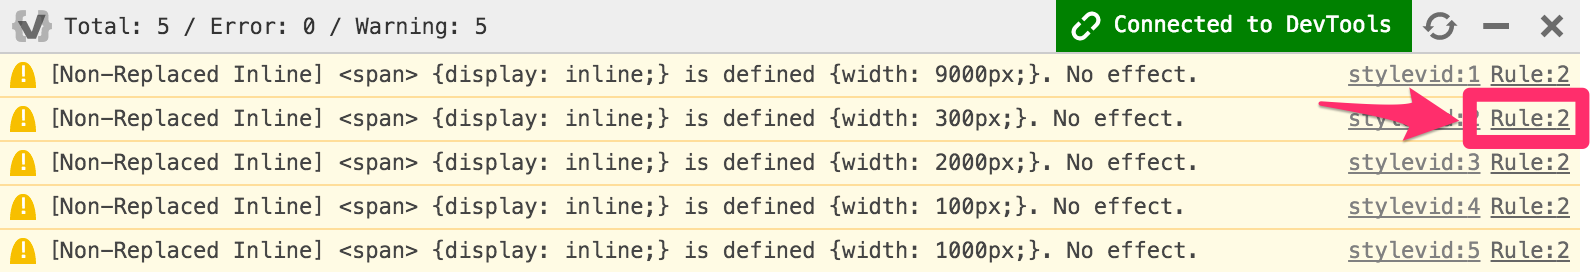 Total: 5 / Error: 0 / Warning: 5 Connected to DevTools
[Non-Replaced Inline] <span> {display: inline;} is defined {width: 9000px;}. No effect. stylevid:1 Rule:2
[Non-Replaced Inline] <span> {display: inline;} is defined {width: 300px;}. No effect. Rule:2
[Non-Replaced Inline] <span> {display: inline;} is defined {width: 2000px;}. No effect. stylevid:3 Rule:2
[Non-Replaced Inline] <span> {display: inline;} is defined {width: 100px;}. No effect. stylevid:4 Rule:2
[Non-Replaced Inline] <span> {display: inline;} is defined {width: 1000px;}. No effect. stylevid:5 Rule:2